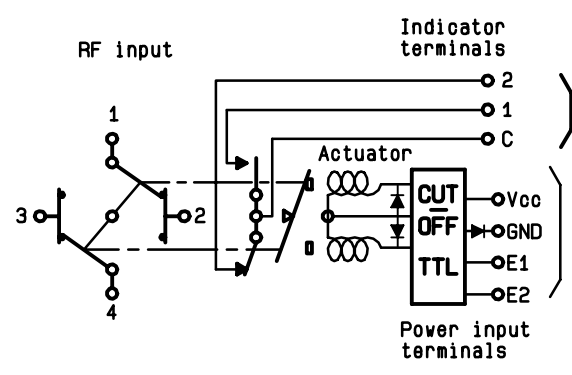 Indicator
terminals
RF input
2
1
C
1
Actuator
3
2
4
CUT
OFF
TTL
Vcc
GND
E1
E2
Power input
terminals